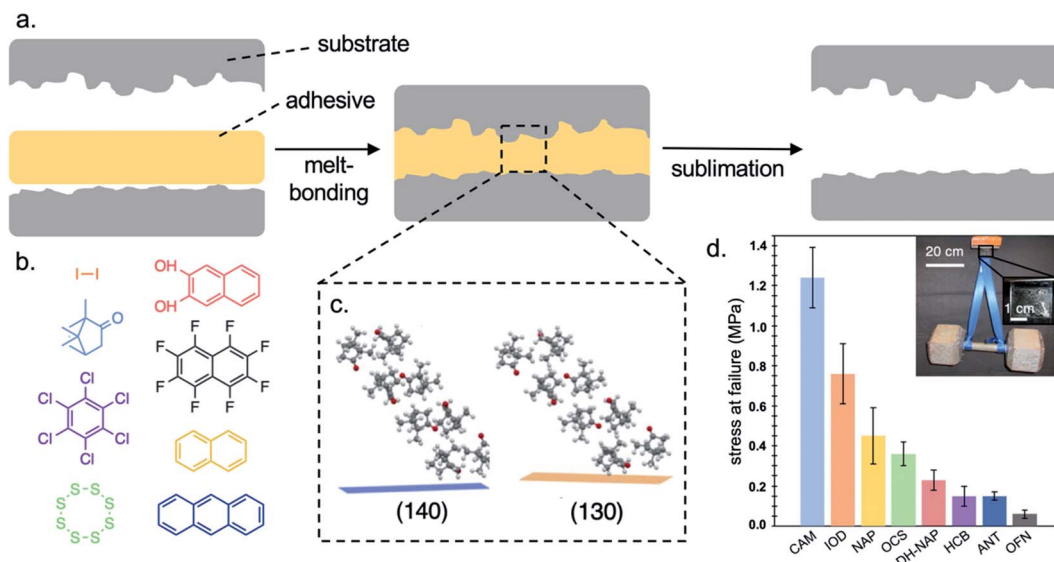 a.
substrate
adhesive
melt-
bonding
sublimation
b.
I–I
O
OH
OH
F F
F F
F F
F F
Cl
Cl Cl
Cl Cl
Cl
S–S
S S
S S
S–S
c.
(140)
(130)
d.
stress at failure (MPa)
1.4
1.2
1.0
0.8
0.6
0.4
0.2
0.0
CAM
IOD
NAP
OCS
DH-NAP
HCB
ANT
OFN
20 cm
1 cm